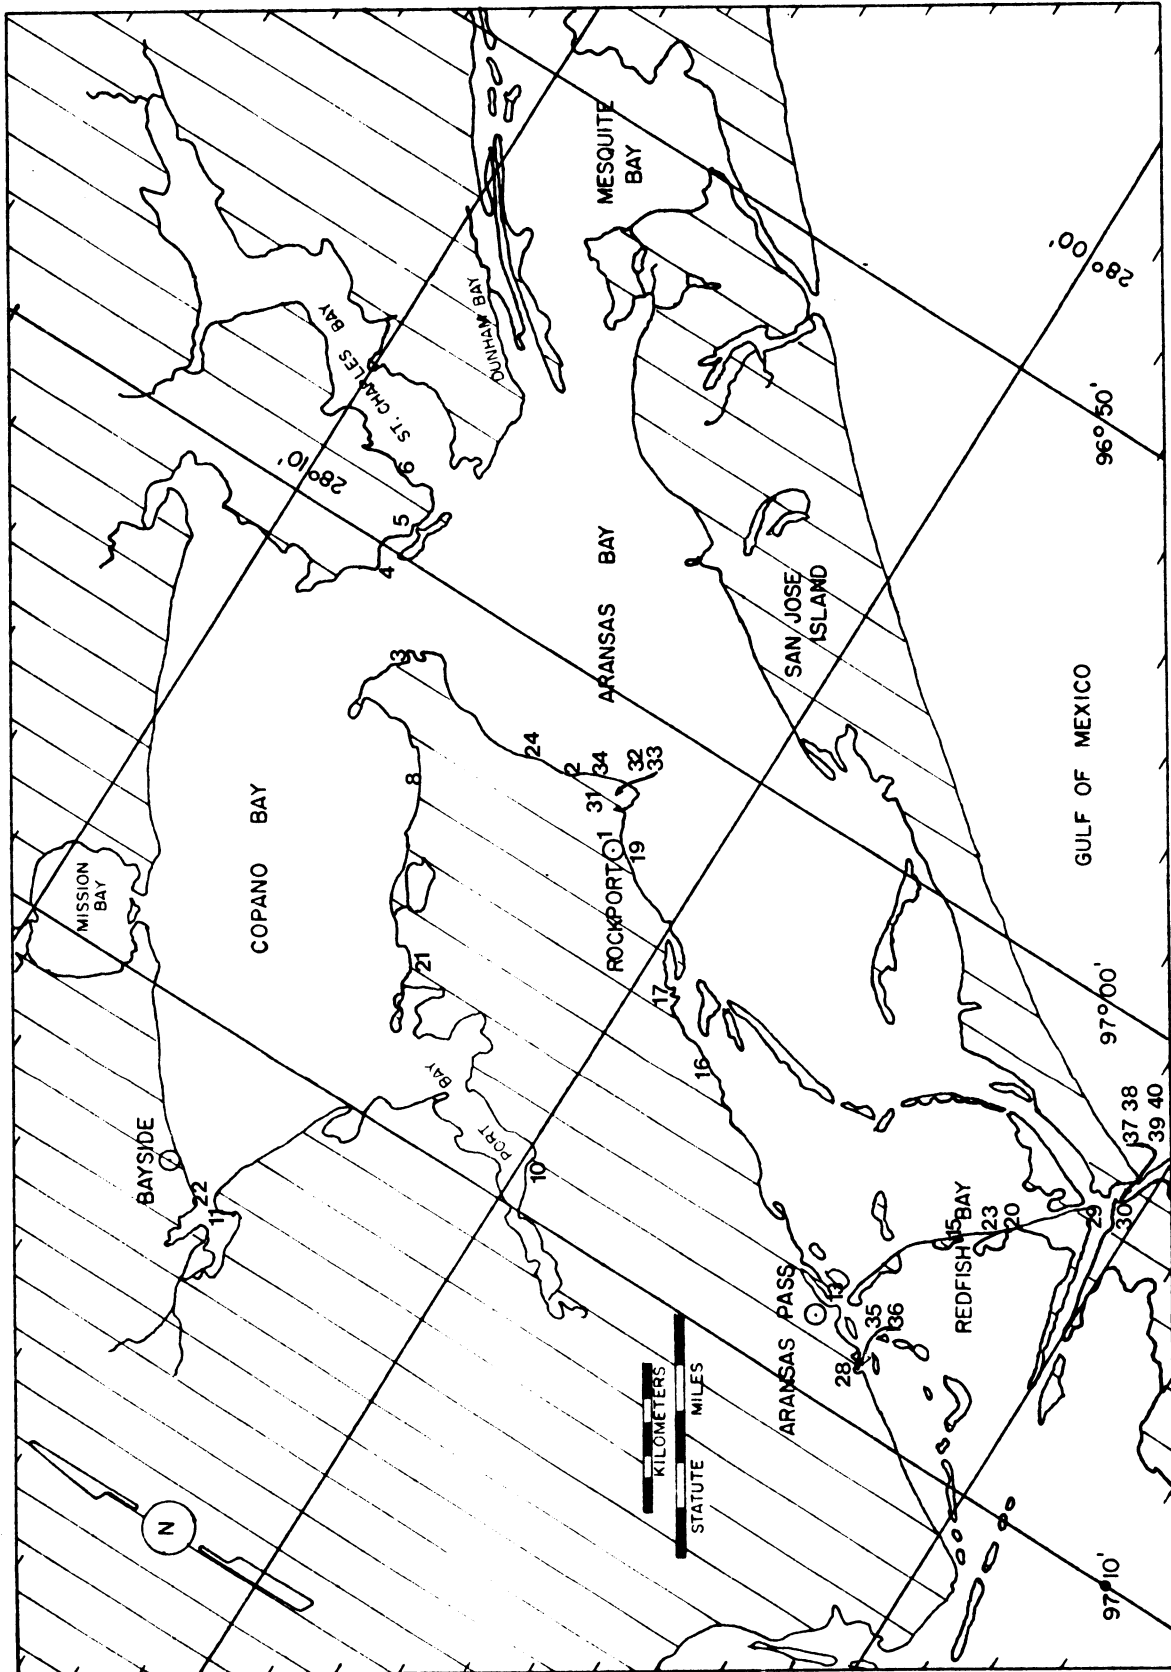 MISSION
BAY
COPANO BAY
BAYSIDE
22
11
21
8
3
4
5
6
28°10'
ST. CHARLES BAY
DUNHAM BAY
MESQUITE
BAY
PORT BAY
10
24
2
34
32
33
31
ROCKPORT
1
19
17
16
ARANSAS BAY
SAN JOSE
ISLAND
28°00'
96°50'
GULF OF MEXICO
97°00'
ARANSAS PASS
13
35
36
28
REDFISH BAY
15
23
20
29
30
37 38
39 40
97°10'
KILOMETERS
STATUTE MILES
N